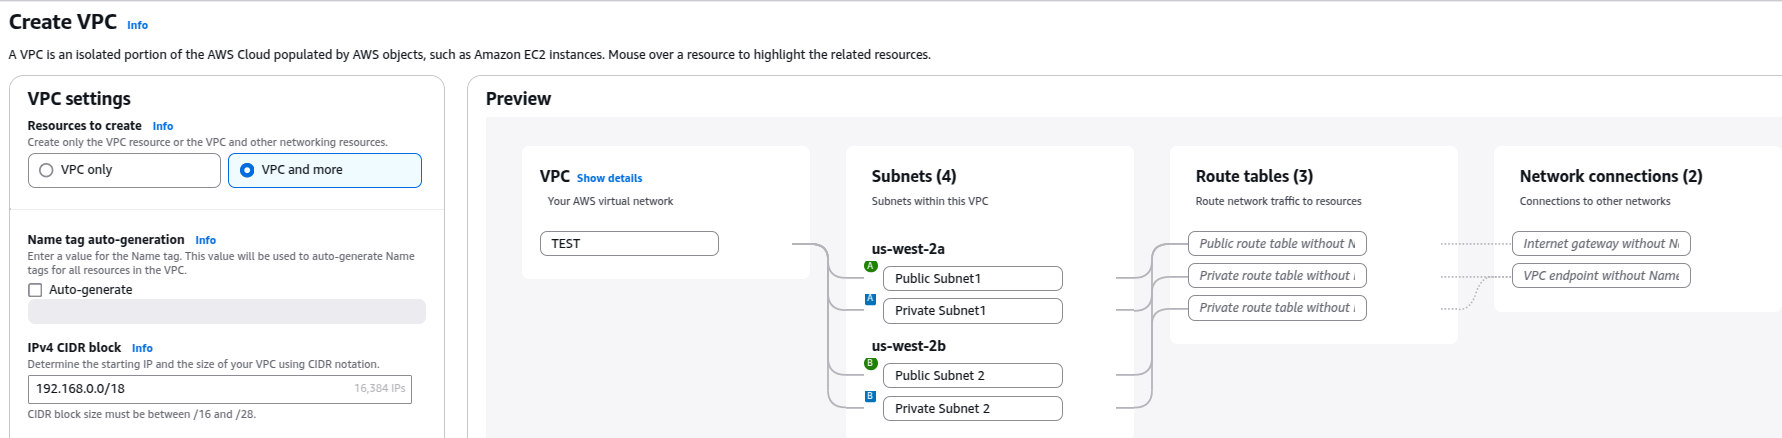 Create VPC Info
A VPC is an isolated portion of the AWS Cloud populated by AWS objects, such as Amazon EC2 instances. Mouse over a resource to highlight the related resources.
VPC settings
Resources to create Info
Create only the VPC resource or the VPC and other networking resources.
VPC only
VPC and more
Name tag auto-generation Info
Enter a value for the Name tag. This value will be used to auto-generate Name
tags for all resources in the VPC.
Auto-generate
IPv4 CIDR block Info
Determine the starting IP and the size of your VPC using CIDR notation.
192.168.0.0/18 16,384 IPs
CIDR block size must be between /16 and /28.
Preview
VPC Show details
Your AWS virtual network
TEST
Subnets (4)
Subnets within this VPC
us-west-2a
A
Public Subnet1
A
Private Subnet1
us-west-2b
B
Public Subnet 2
B
Private Subnet 2
Route tables (3)
Route network traffic to resources
Public route table without N
Private route table without
Private route table without
Network connections (2)
Connections to other networks
Internet gateway without N
VPC endpoint without Name